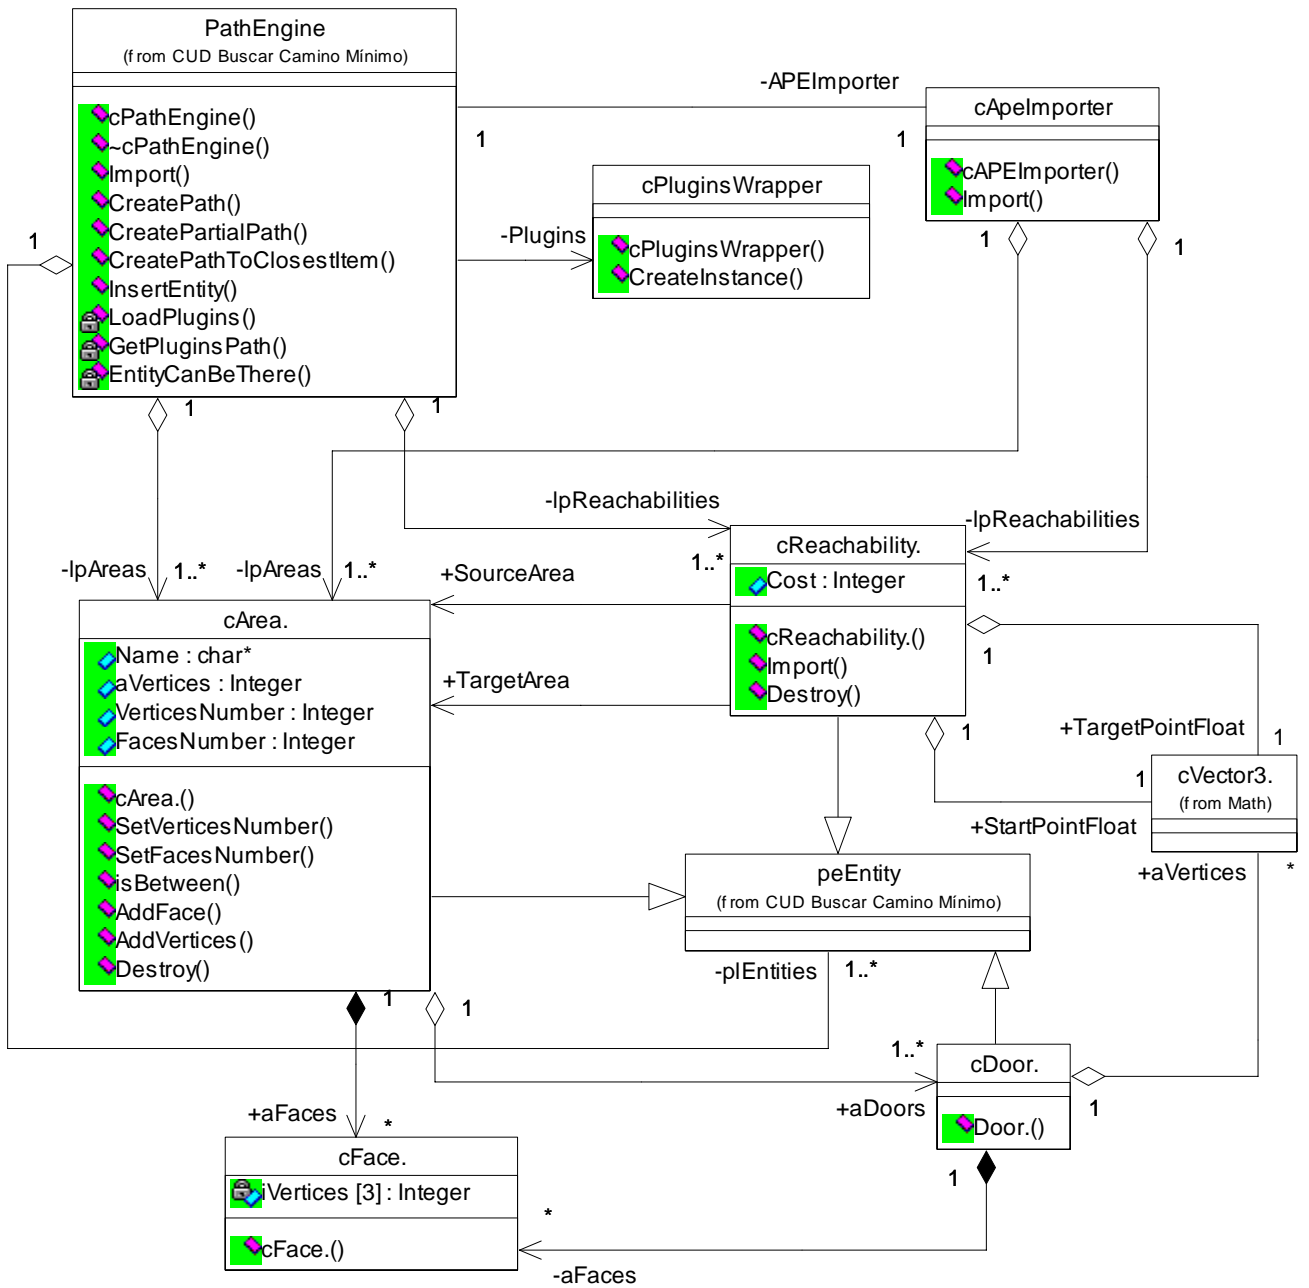 PathEngine
(from CUD Buscar Camino Mínimo)
cPathEngine()
~cPathEngine()
Import()
CreatePath()
CreatePartialPath()
CreatePathToClosestItem()
InsertEntity()
LoadPlugins()
GetPluginsPath()
EntityCanBeThere()
-APEImporter
1
1
cApeImporter
cAPEImporter()
Import()
cPluginsWrapper
cPluginsWrapper()
CreateInstance()
-Plugins
1
1
1
1
1
-lpReachabilities
-lpReachabilities
-lpAreas
1..*
-lpAreas
1..*
1..*
1..*
cReachability.
Cost : Integer
cReachability.()
Import()
Destroy()
+SourceArea
+TargetArea
cArea.
Name : char*
aVertices : Integer
VerticesNumber : Integer
FacesNumber : Integer
cArea.()
SetVerticesNumber()
SetFacesNumber()
isBetween()
AddFace()
AddVertices()
Destroy()
1
1
+TargetPointFloat
1
1
cVector3.
(from Math)
+StartPointFloat
+aVertices
*
peEntity
(from CUD Buscar Camino Mínimo)
-plEntities
1..*
1
1
1..*
cDoor.
Door.()
+aDoors
1
1
+aFaces
*
cFace.
iVertices [3] : Integer
cFace.()
*
-aFaces